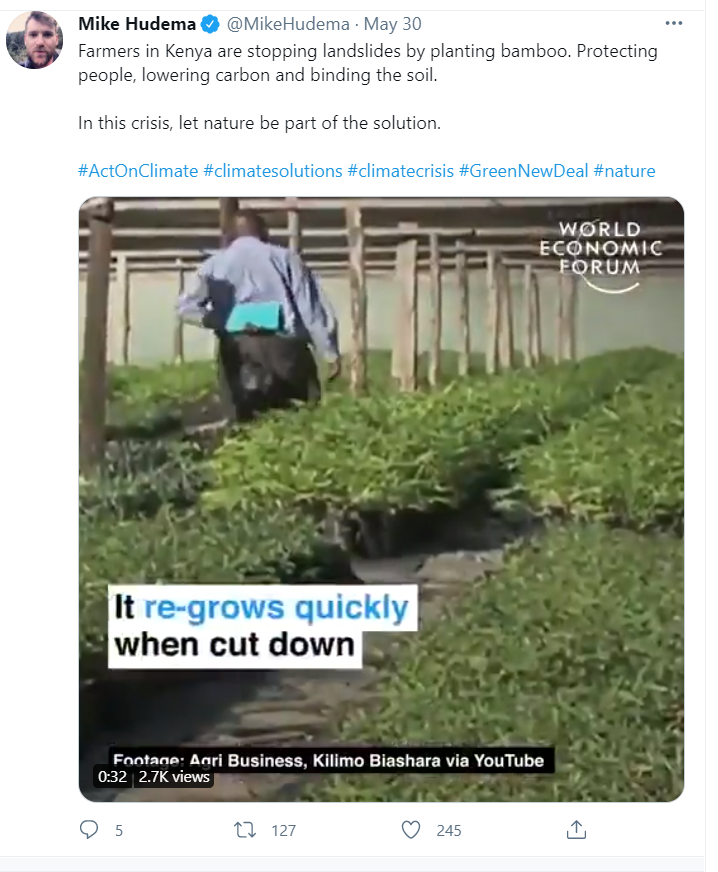 Mike Hudema @MikeHudema · May 30
Farmers in Kenya are stopping landslides by planting bamboo. Protecting
people, lowering carbon and binding the soil.
In this crisis, let nature be part of the solution.
#ActOnClimate #climatesolutions #climatecrisis #GreenNewDeal #nature
WORLD
ECONOMIC
FORUM
It re-grows quickly
when cut down
Footage: Agri Business, Kilimo Biashara via YouTube
0:32 2.7K views
5 127 245